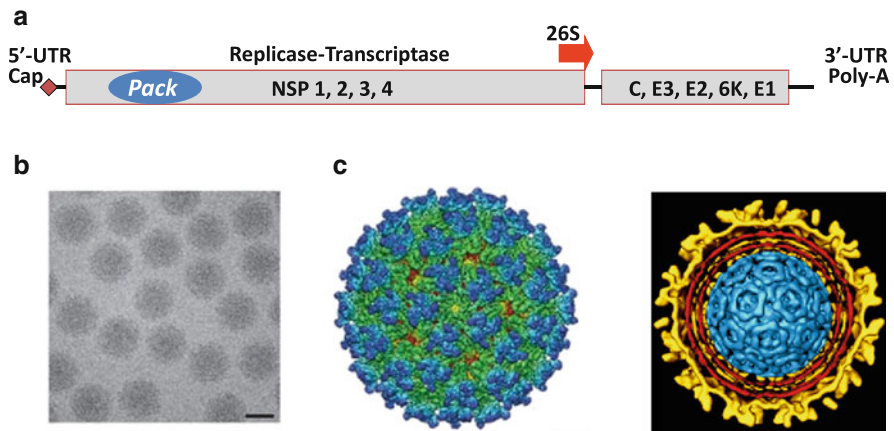 a
26S
5’-UTR
Cap
Replicase-Transcriptase
3’-UTR
Poly-A
Pack
NSP 1, 2, 3, 4
C, E3, E2, 6K, E1
b
c